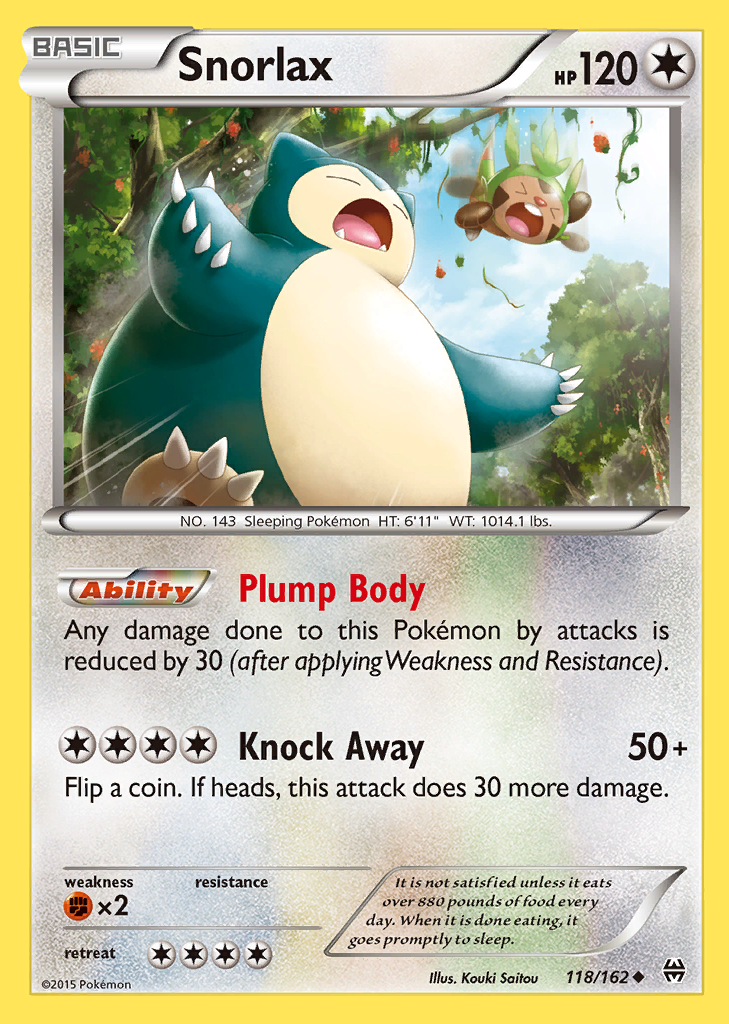 BASIC
Snorlax
HP120
NO. 143 Sleeping Pokémon HT: 6'11" WT: 1014.1 lbs.
Ability Plump Body
Any damage done to this Pokémon by attacks is
reduced by 30 (after applying Weakness and Resistance).
Knock Away 50+
Flip a coin. If heads, this attack does 30 more damage.
weakness resistance
×2
retreat
It is not satisfied unless it eats
over 880 pounds of food every
day. When it is done eating, it
goes promptly to sleep.
©2015 Pokémon
Illus. Kouki Saitou
118/162